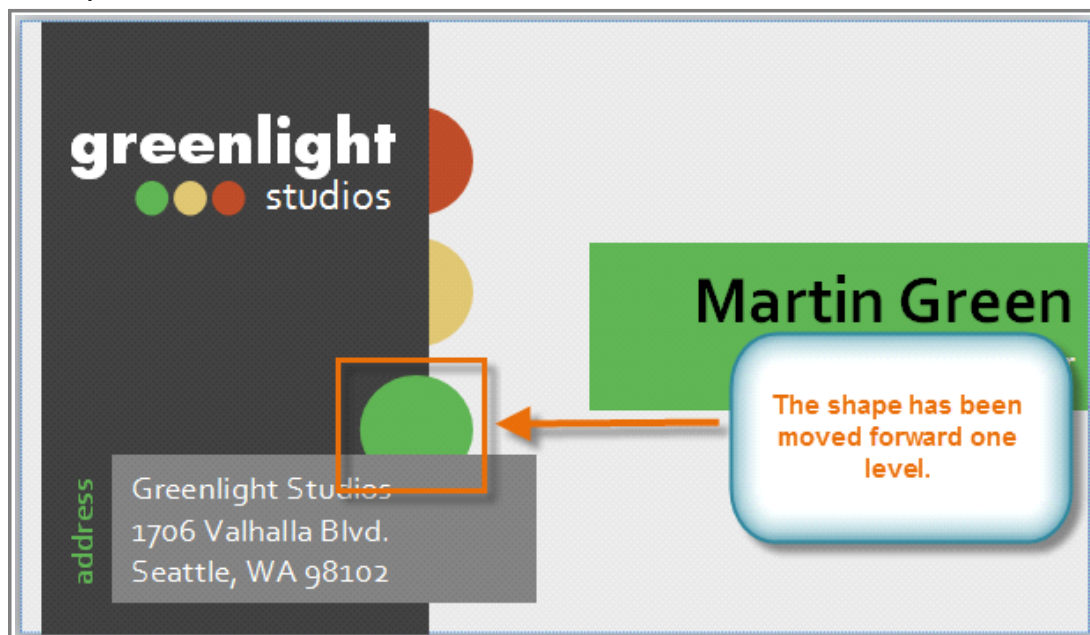 greenlight
studios
Martin Green
The shape has been
moved forward one
level.
address
Greenlight Studios
1706 Valhalla Blvd.
Seattle, WA 98102